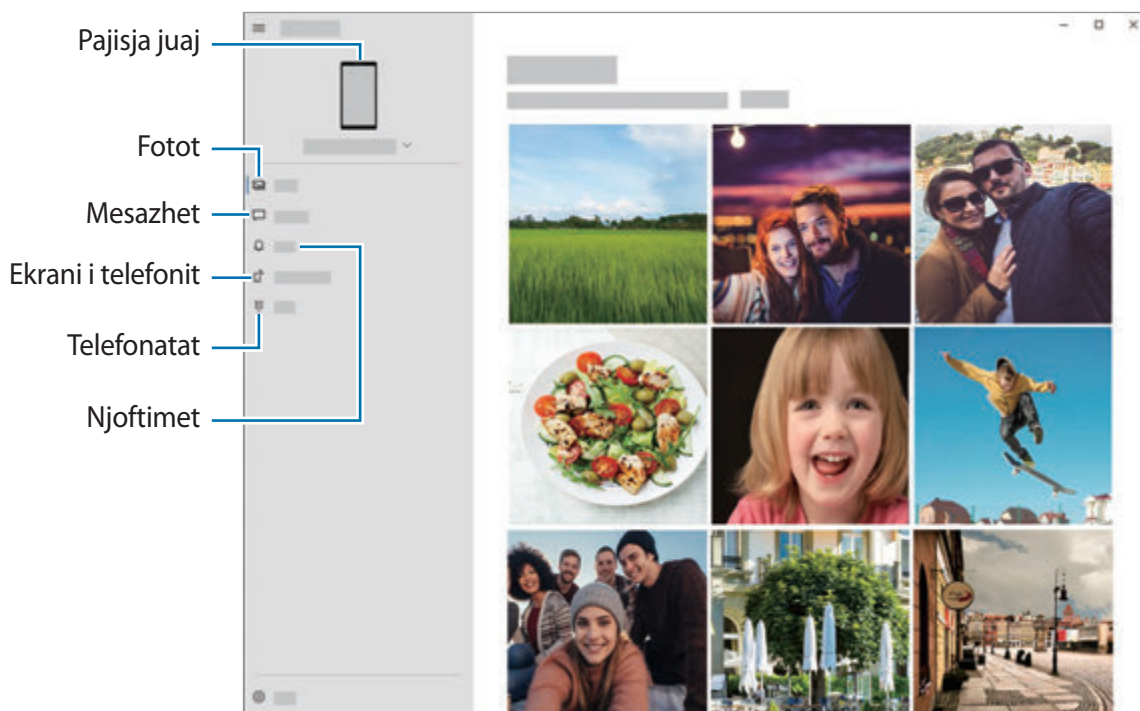 Pajisja juaj
Fotot
Mesazhet
Ekrani i telefonit
Telefonatat
Njoftimet